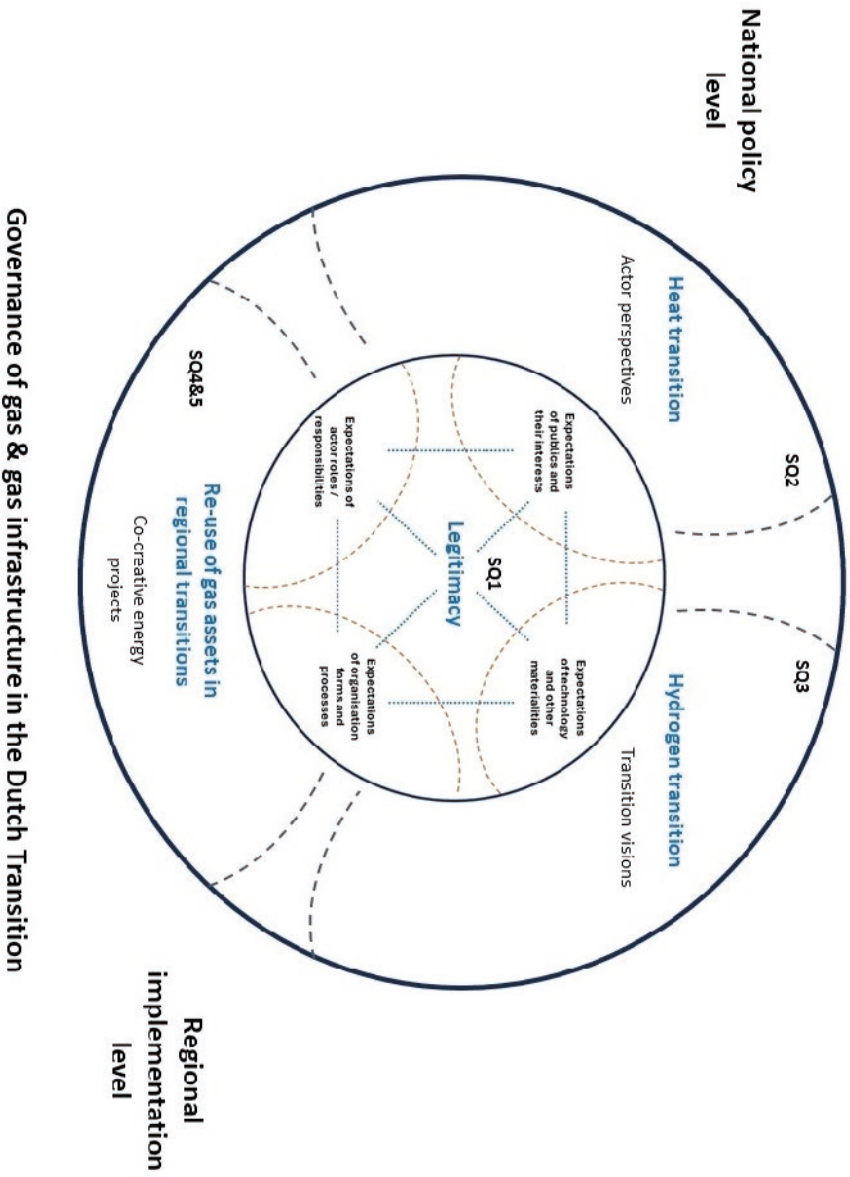 National policy
level
SQ2
SQ3
Heat transition
Actor perspectives
Hydrogen transition
Transition visions
Expectations
of publics and
their interests
Expectations
of technology
and other
materialities
SQ1
Legitimacy
Expectations of
actor roles /
responsibilities
Expectations
of organisation
forms and
processes
SQ4&5
Re-use of gas assets in
regional transitions
Co-creative energy
projects
Regional
implementation
level
Governance of gas & gas infrastructure in the Dutch Transition